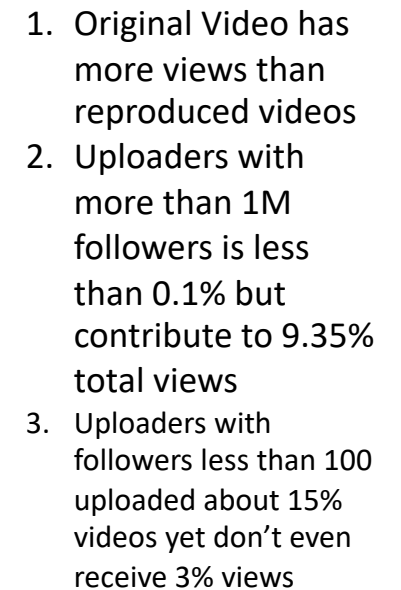 1. Original Video has
more views than
reproduced videos
2. Uploaders with
more than 1M
followers is less
than 0.1% but
contribute to 9.35%
total views
3. Uploaders with
followers less than 100
uploaded about 15%
videos yet don’t even
receive 3% views